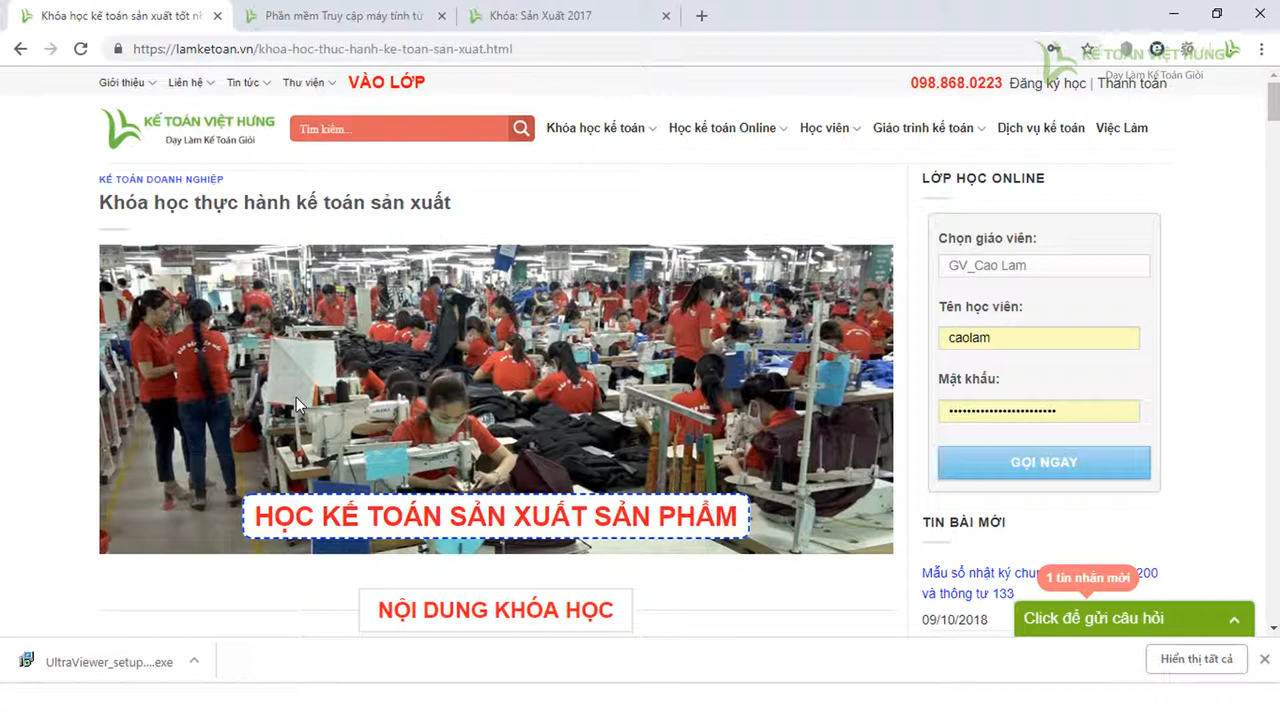 Khóa học kế toán sản xuất tốt nh
Phần mềm Truy cập máy tính từ
Khóa: Sản Xuất 2017
https://lamketoan.vn/khoa-hoc-thuc-hanh-ke-toan-san-xuat.html
KẾ TOÁN VIỆT HƯNG
Dạy Làm Kế Toán Giỏi
Giới thiệu
Liên hệ
Tin tức
Thư viện
VÀO LỚP
098.868.0223
Đăng ký học | Thanh toán
KẾ TOÁN VIỆT HƯNG
Dạy Làm Kế Toán Giỏi
Tìm kiếm...
Khóa học kế toán
Học kế toán Online
Học viên
Giáo trình kế toán
Dịch vụ kế toán
Việc Làm
KẾ TOÁN DOANH NGHIỆP
Khóa học thực hành kế toán sản xuất
HỌC KẾ TOÁN SẢN XUẤT SẢN PHẨM
NỘI DUNG KHÓA HỌC
LỚP HỌC ONLINE
Chọn giáo viên:
GV_Cao Lam
Tên học viên:
caolam
Mật khẩu:
GỌI NGAY
TIN BÀI MỚI
Mẫu sổ nhật ký chu
200
và thông tư 133
09/10/2018
1 tin nhắn mới
Click để gửi câu hỏi
UltraViewer_setup....exe
Hiển thị tất cả